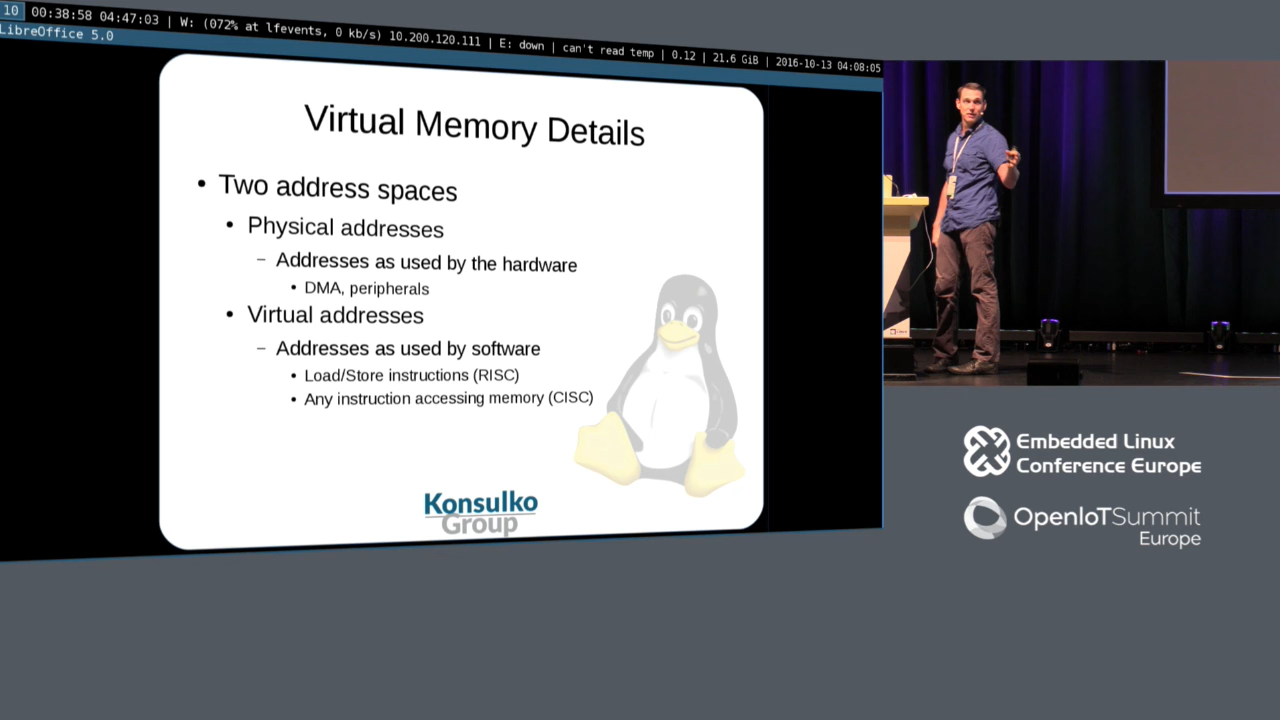 10 00:38:58 04:47:03 | W: (072% at lfevents, 0 kb/s) 10.200.120.111 | E: down | can't read temp | 0.12 | 21.6 GiB | 2016-10-13 04:08:05
LibreOffice 5.0
Virtual Memory Details
• Two address spaces
• Physical addresses
– Addresses as used by the hardware
• DMA, peripherals
• Virtual addresses
– Addresses as used by software
• Load/Store instructions (RISC)
• Any instruction accessing memory (CISC)
Konsulko
Group
Embedded Linux
Conference Europe
OpenIoTSummit
Europe